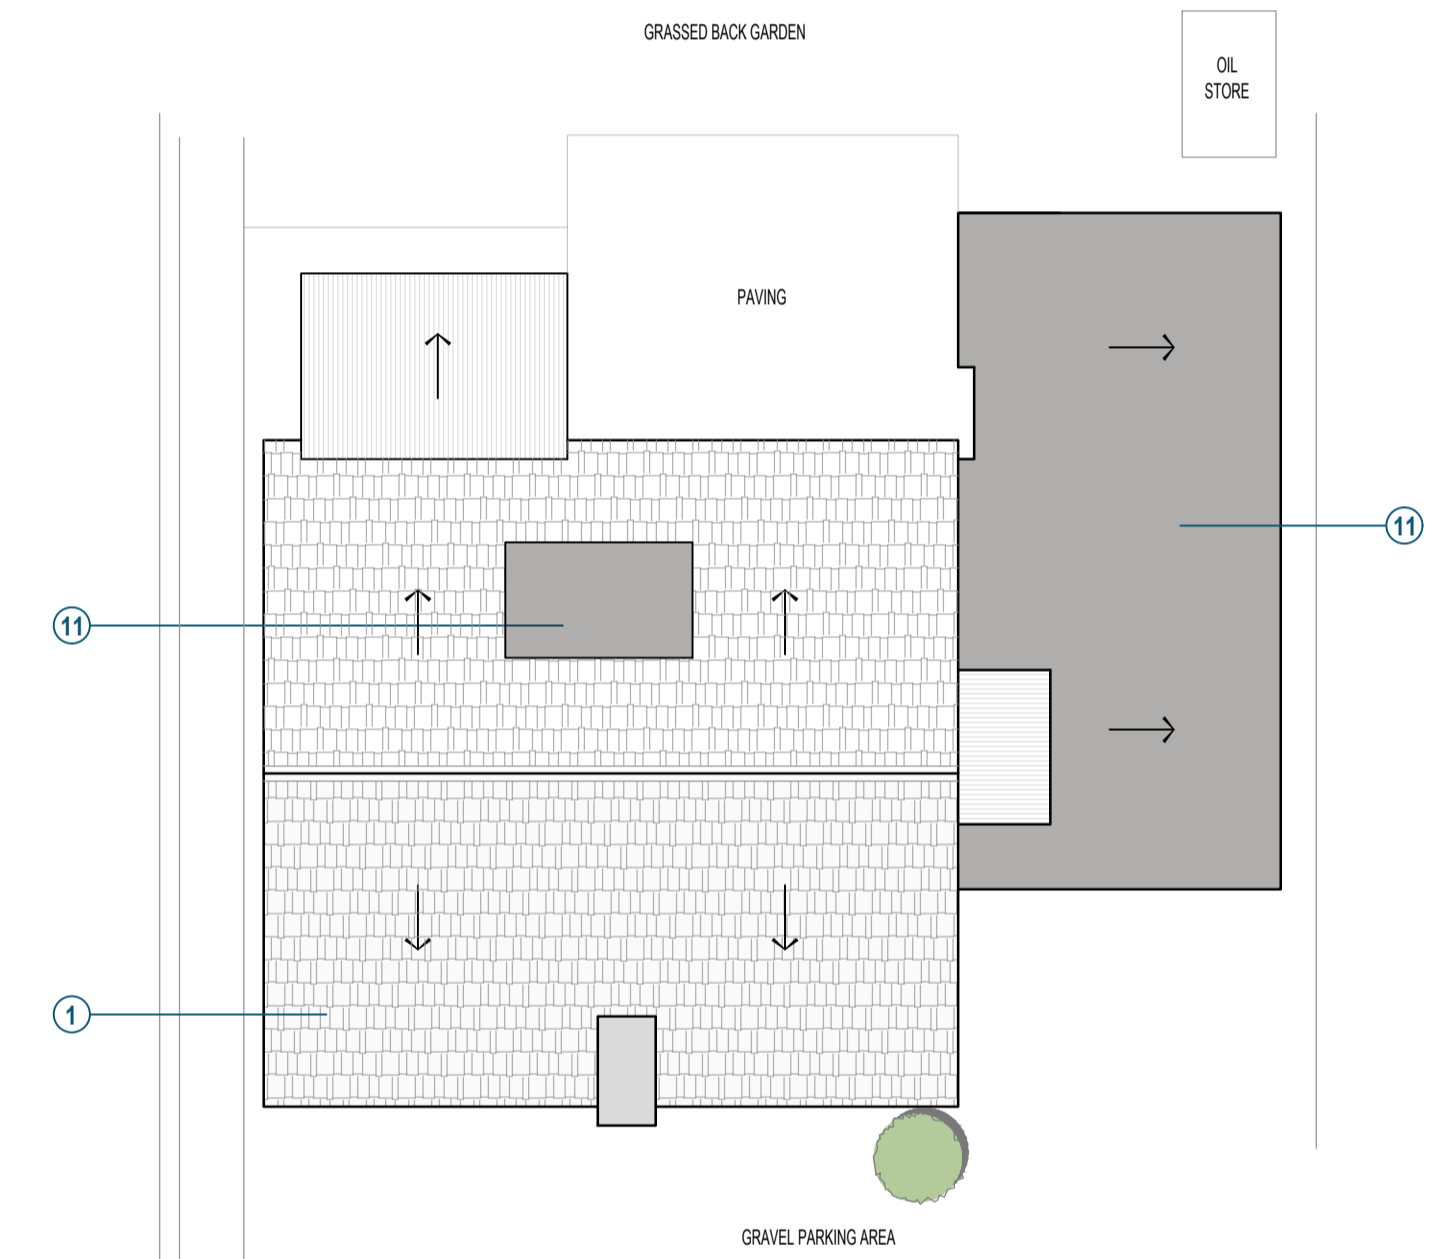 GRASSED BACK GARDEN
OIL
STORE
PAVING
11
11
1
GRAVEL PARKING AREA